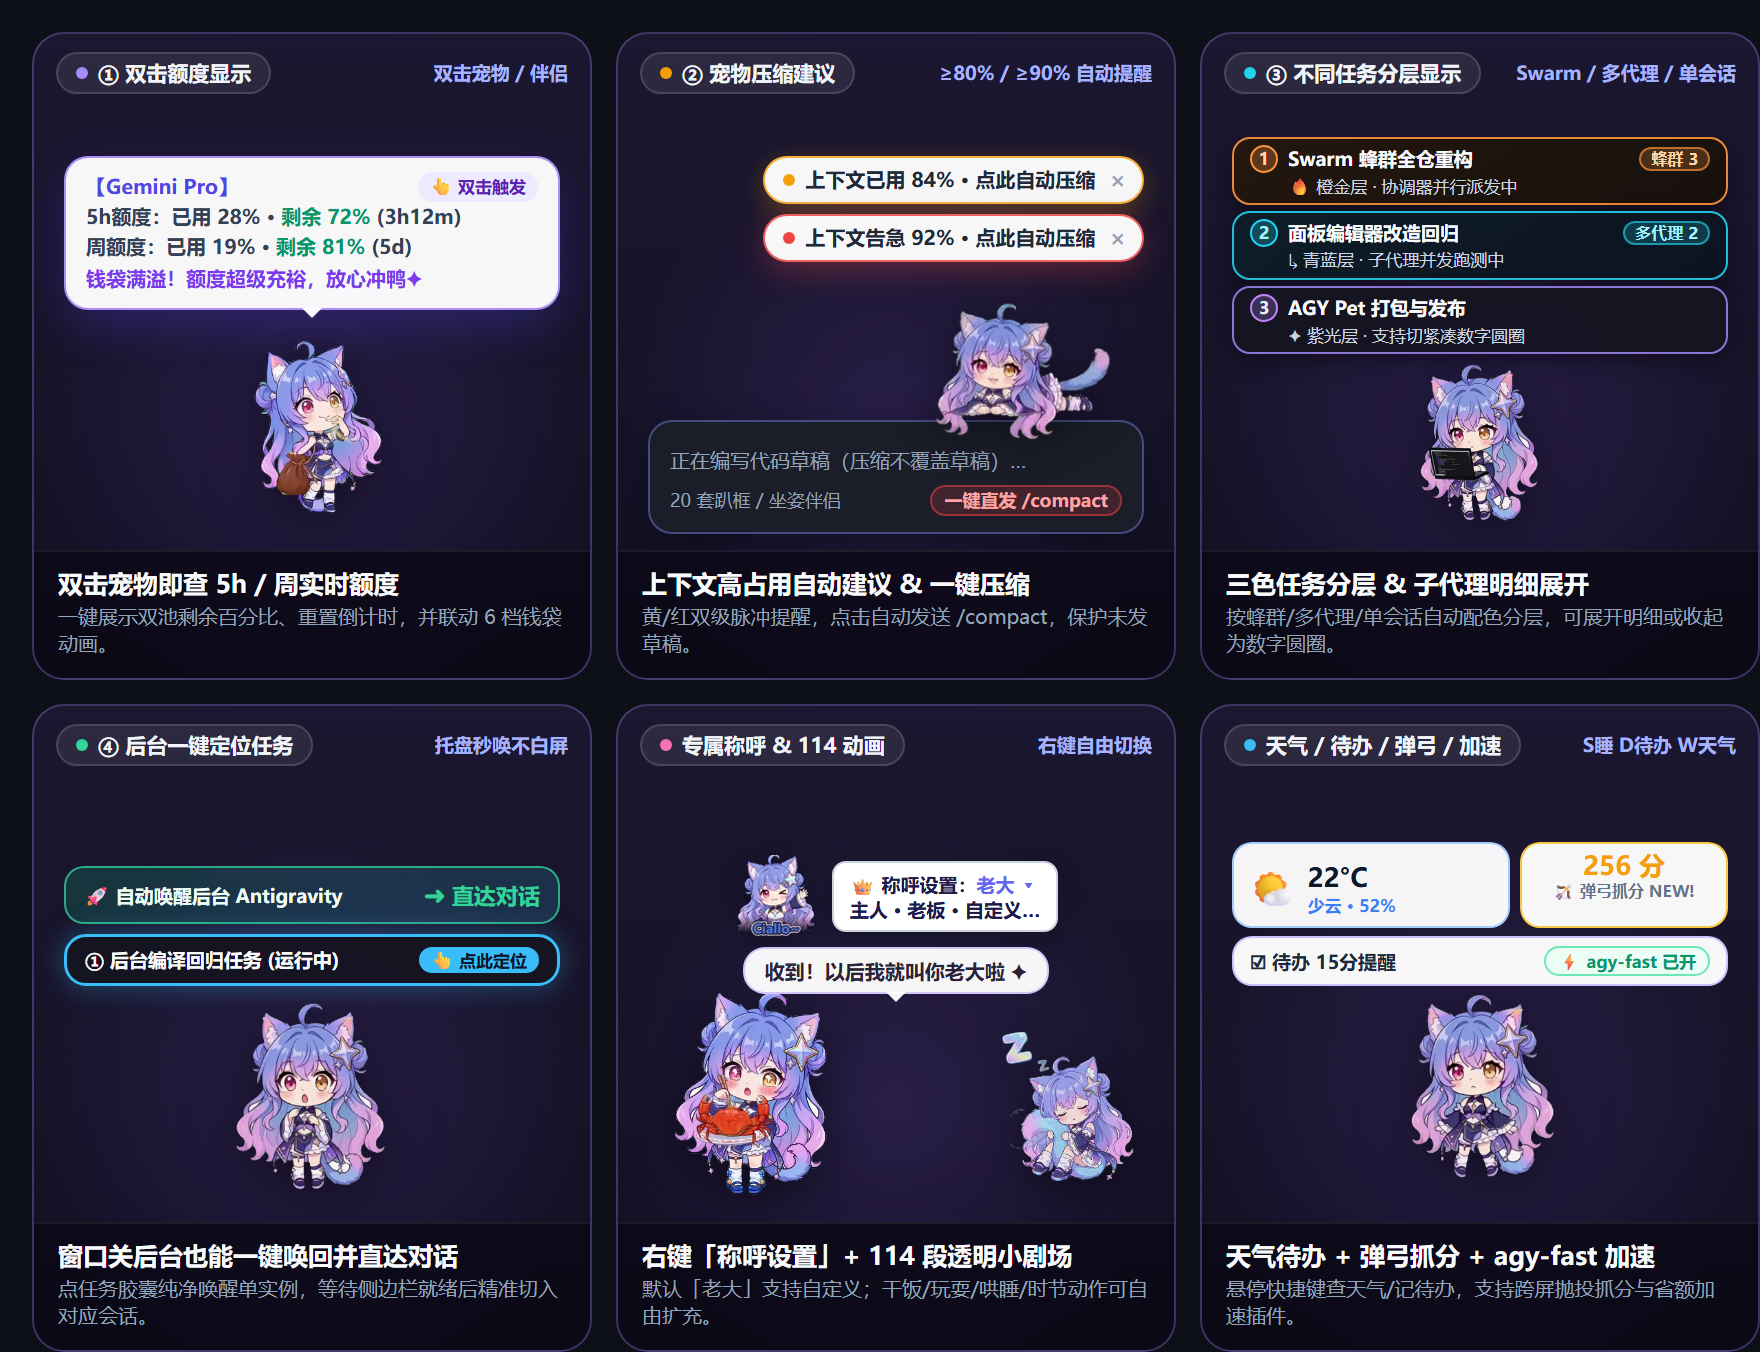 ① 双击额度显示
双击宠物 / 伴侣
【Gemini Pro】
👆 双击触发
5h额度：已用 28% • 剩余 72% (3h12m)
周额度：已用 19% • 剩余 81% (5d)
钱袋满溢！额度超级充裕，放心冲鸭✦
双击宠物即查 5h / 周实时额度
一键展示双池剩余百分比、重置倒计时，并联动 6 档钱袋
动画。
② 宠物压缩建议
≥80% / ≥90% 自动提醒
上下文已用 84% • 点此自动压缩 ×
上下文告急 92% • 点此自动压缩 ×
正在编写代码草稿（压缩不覆盖草稿）...
20 套趴框 / 坐姿伴侣
一键直发 /compact
上下文高占用自动建议 & 一键压缩
黄/红双级脉冲提醒，点击自动发送 /compact，保护未发
草稿。
③ 不同任务分层显示
Swarm / 多代理 / 单会话
1 Swarm 蜂群全仓重构
蜂群 3
🔥 橙金层 · 协调器并行派发中
2 面板编辑器改造回归
多代理 2
↳ 青蓝层 · 子代理并发跑测中
3 AGY Pet 打包与发布
✦ 紫光层 · 支持切紧凑数字圆圈
三色任务分层 & 子代理明细展开
按蜂群/多代理/单会话自动配色分层，可展开明细或收起
为数字圆圈。
④ 后台一键定位任务
托盘秒唤不白屏
🚀 自动唤醒后台 Antigravity
➔ 直达对话
① 后台编译回归任务 (运行中)
👆 点此定位
窗口关后台也能一键唤回并直达对话
点任务胶囊纯净唤醒单实例，等待侧边栏就绪后精准切入
对应会话。
专属称呼 & 114 动画
右键自由切换
Ciallo~
👑 称呼设置：老大 ▾
主人 • 老板 • 自定义...
收到！以后我就叫你老大啦 ✦
Z
z
右键「称呼设置」+ 114 段透明小剧场
默认「老大」支持自定义；干饭/玩耍/哄睡/时节动作可自
由扩充。
天气 / 待办 / 弹弓 / 加速
S睡 D待办 W天气
22°C
少云 • 52%
256 分
🏹 弹弓抓分 NEW!
☑ 待办 15分提醒
⚡ agy-fast 已开
天气待办 + 弹弓抓分 + agy-fast 加速
悬停快捷键查天气/记待办，支持跨屏抛投抓分与省额加
速插件。